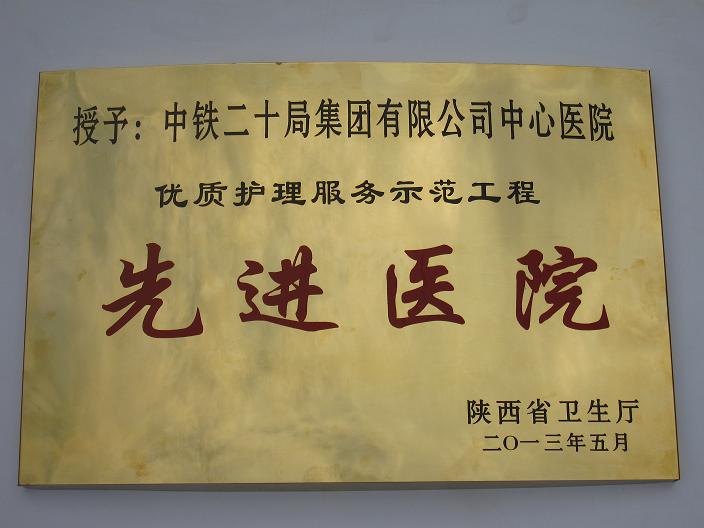 授予：中铁二十局集团有限公司中心医院
优质护理服务示范工程
先进医院
陕西省卫生厅
二〇一三年五月